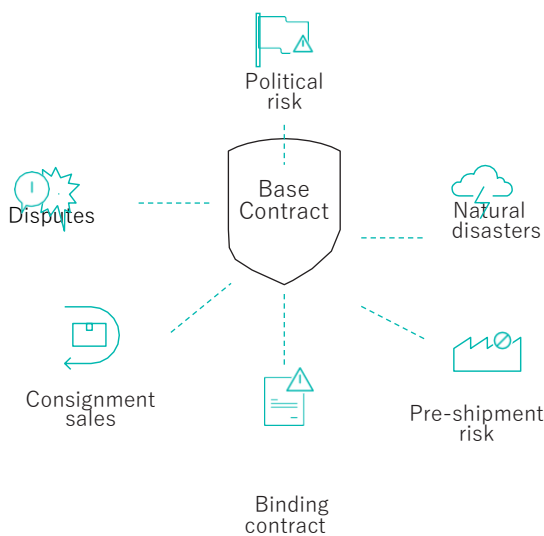 Political
risk
Base
Contract
Disputes
Natural
disasters
Consignment
sales
Pre-shipment
risk
Binding
contract